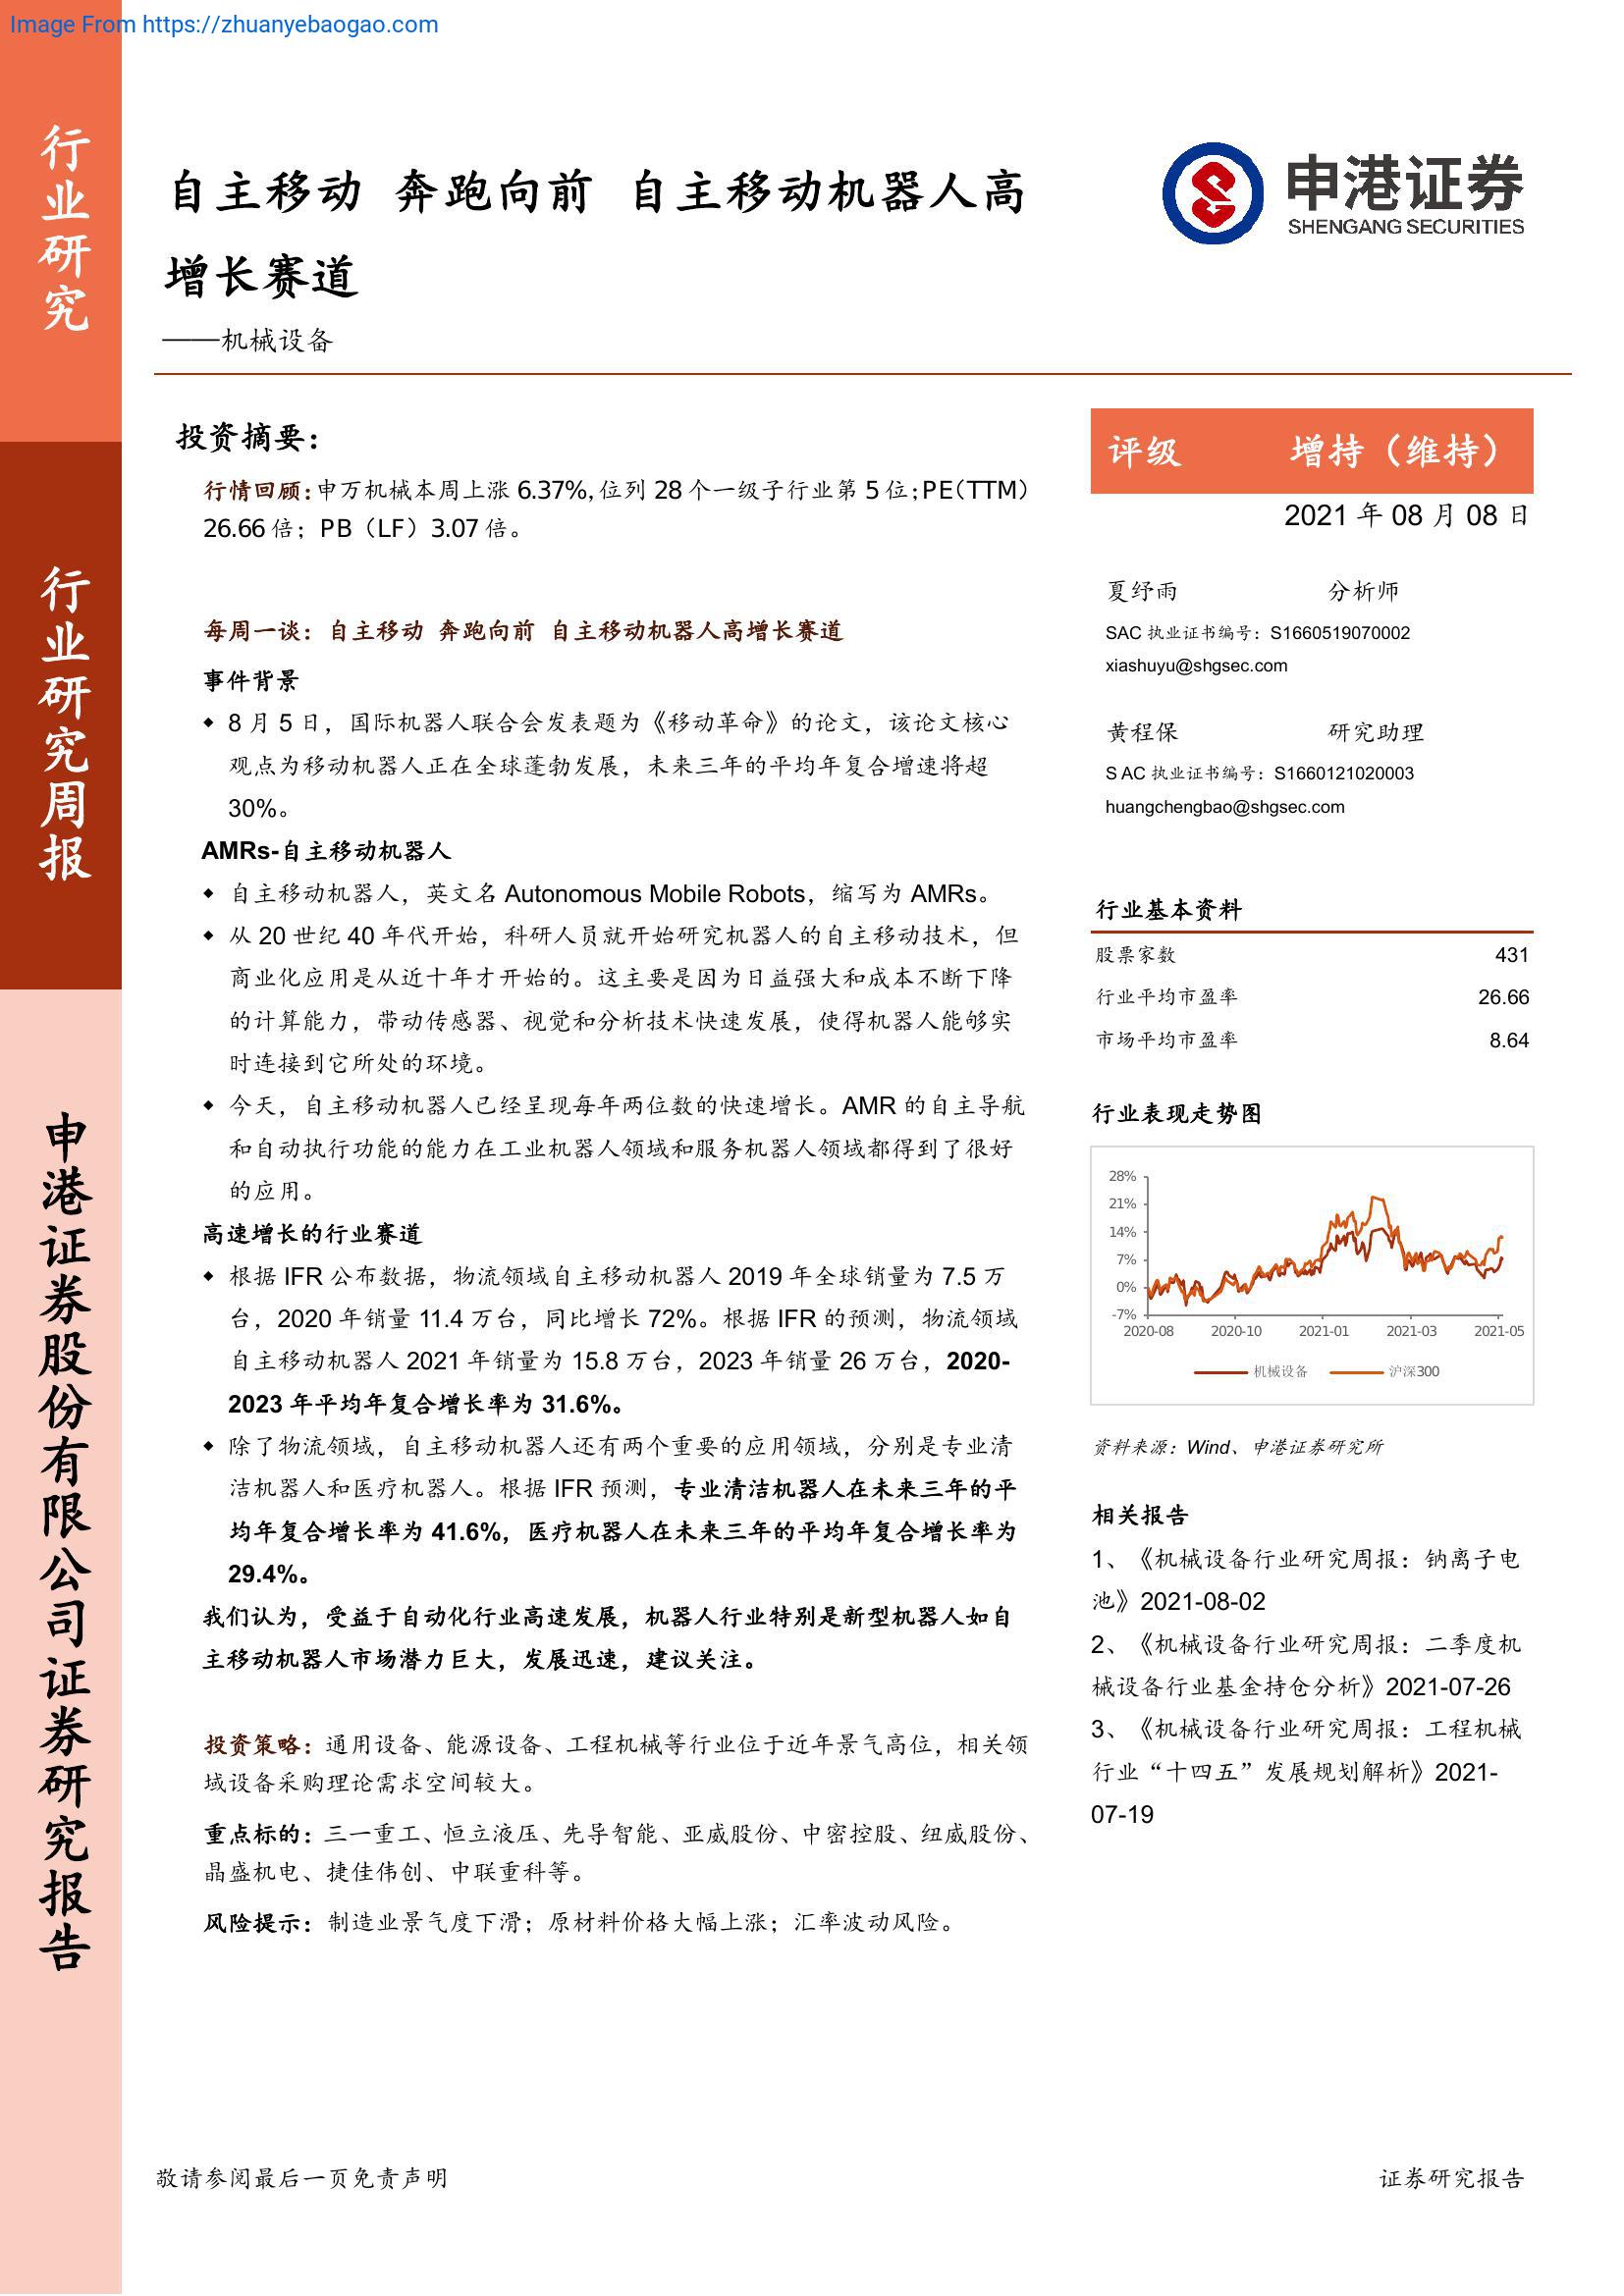 Image From https://zhuanyebaogao.com
行业研究
行业研究周报
申港证券股份有限公司证券研究报告
自主移动 奔跑向前 自主移动机器人高
增长赛道
——机械设备
申港证券
SHENGANG SECURITIES
投资摘要：
行情回顾：申万机械本周上涨 6.37%，位列 28 个一级子行业第 5 位；PE（TTM）
26.66 倍；PB（LF）3.07 倍。
每周一谈：自主移动 奔跑向前 自主移动机器人高增长赛道
事件背景
◆ 8 月 5 日，国际机器人联合会发表题为《移动革命》的论文，该论文核心
观点为移动机器人正在全球蓬勃发展，未来三年的平均年复合增速将超
30%。
AMRs-自主移动机器人
◆ 自主移动机器人，英文名 Autonomous Mobile Robots，缩写为 AMRs。
◆ 从 20 世纪 40 年代开始，科研人员就开始研究机器人的自主移动技术，但
商业化应用是从近十年才开始的。这主要是因为日益强大和成本不断下降
的计算能力，带动传感器、视觉和分析技术快速发展，使得机器人能够实
时连接到它所处的环境。
◆ 今天，自主移动机器人已经呈现每年两位数的快速增长。AMR 的自主导航
和自动执行功能的能力在工业机器人领域和服务机器人领域都得到了很好
的应用。
高速增长的行业赛道
◆ 根据 IFR 公布数据，物流领域自主移动机器人 2019 年全球销量为 7.5 万
台，2020 年销量 11.4 万台，同比增长 72%。根据 IFR 的预测，物流领域
自主移动机器人 2021 年销量为 15.8 万台，2023 年销量 26 万台，2020-
2023 年平均年复合增长率为 31.6%。
◆ 除了物流领域，自主移动机器人还有两个重要的应用领域，分别是专业清
洁机器人和医疗机器人。根据 IFR 预测，专业清洁机器人在未来三年的平
均年复合增长率为 41.6%，医疗机器人在未来三年的平均年复合增长率为
29.4%。
我们认为，受益于自动化行业高速发展，机器人行业特别是新型机器人如自
主移动机器人市场潜力巨大，发展迅速，建议关注。
投资策略：通用设备、能源设备、工程机械等行业位于近年景气高位，相关领
域设备采购理论需求空间较大。
重点标的：三一重工、恒立液压、先导智能、亚威股份、中密控股、纽威股份、
晶盛机电、捷佳伟创、中联重科等。
风险提示：制造业景气度下滑；原材料价格大幅上涨；汇率波动风险。
评级 增持（维持）
2021 年 08 月 08 日
夏纾雨 分析师
SAC 执业证书编号：S1660519070002
xiashuyu@shgsec.com
黄程保 研究助理
S AC 执业证书编号：S1660121020003
huangchengbao@shgsec.com
行业基本资料
股票家数 431
行业平均市盈率 26.66
市场平均市盈率 8.64
行业表现走势图
28%
21%
14%
7%
0%
-7%
2020-08 2020-10 2021-01 2021-03 2021-05
机械设备 沪深300
资料来源：Wind、申港证券研究所
相关报告
1、《机械设备行业研究周报：钠离子电
池》2021-08-02
2、《机械设备行业研究周报：二季度机
械设备行业基金持仓分析》2021-07-26
3、《机械设备行业研究周报：工程机械
行业“十四五”发展规划解析》2021-
07-19
敬请参阅最后一页免责声明 证券研究报告